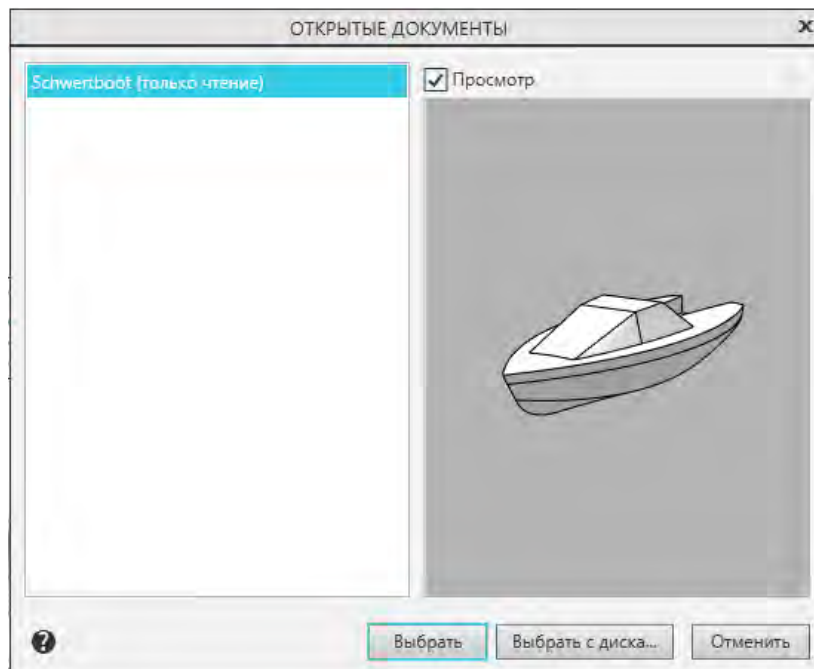 ОТКРЫТЫЕ ДОКУМЕНТЫ
Schwertboot (только чтение)
Просмотр
Выбрать
Выбрать с диска...
Отменить